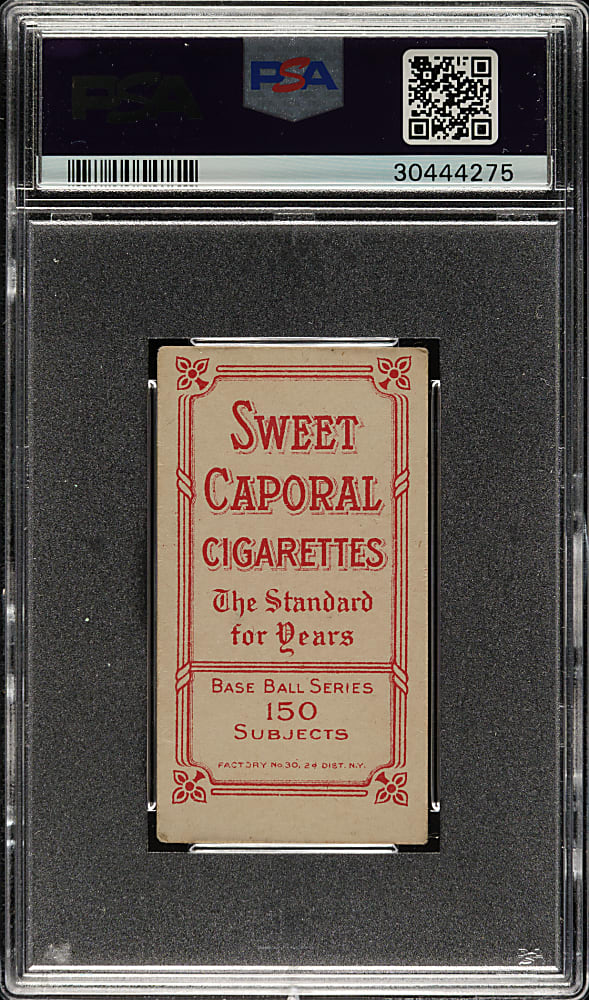 PSA
PSA
30444275
SWEET
CAPORAL
CIGARETTES
The Standard
for Years
BASE BALL SERIES
150
SUBJECTS
FACTORY No. 30, 2d DIST. N.Y.